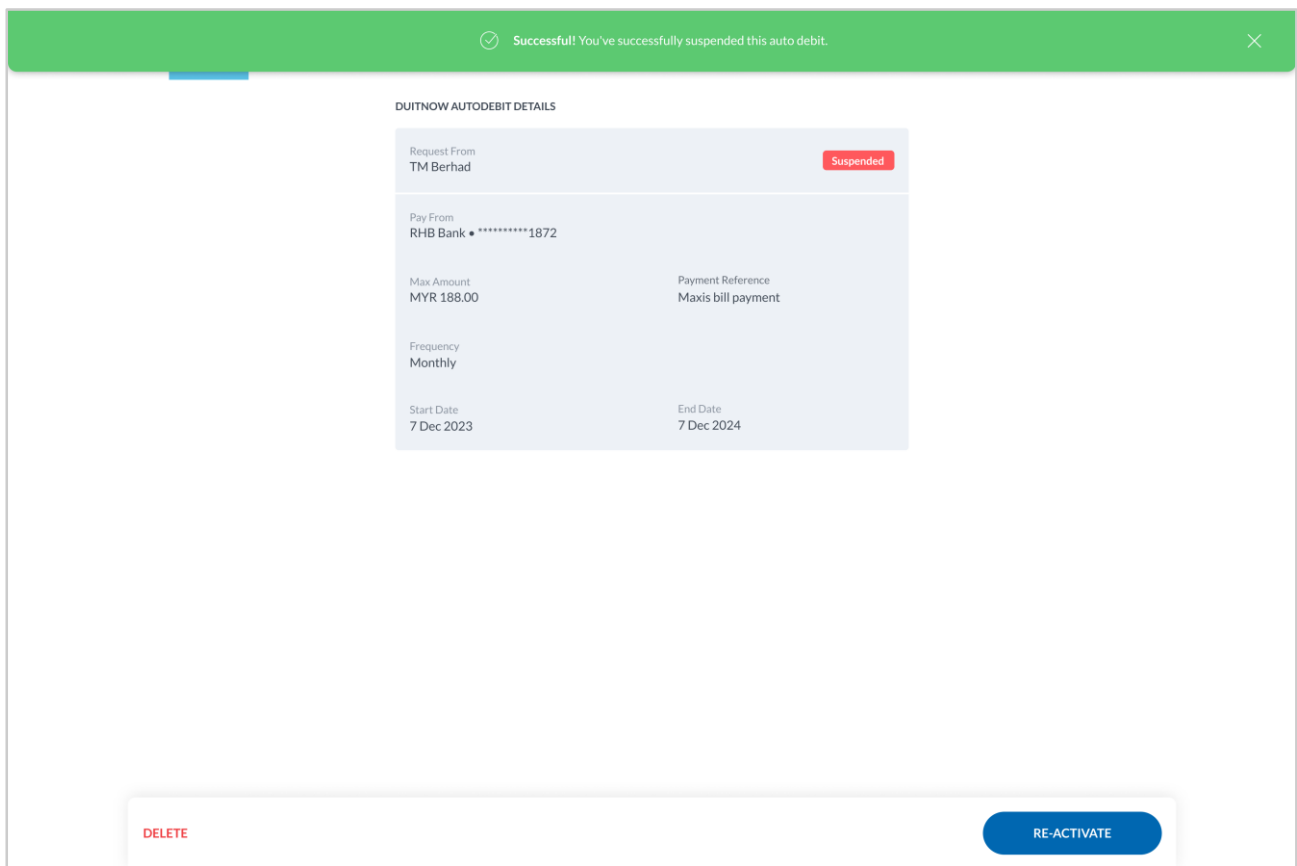 Successful! You've successfully suspended this auto debit.
DUITNOW AUTODEBIT DETAILS
Request From
TM Berhad
Suspended
Pay From
RHB Bank • **********1872
Max Amount
MYR 188.00
Payment Reference
Maxis bill payment
Frequency
Monthly
Start Date
7 Dec 2023
End Date
7 Dec 2024
DELETE
RE-ACTIVATE